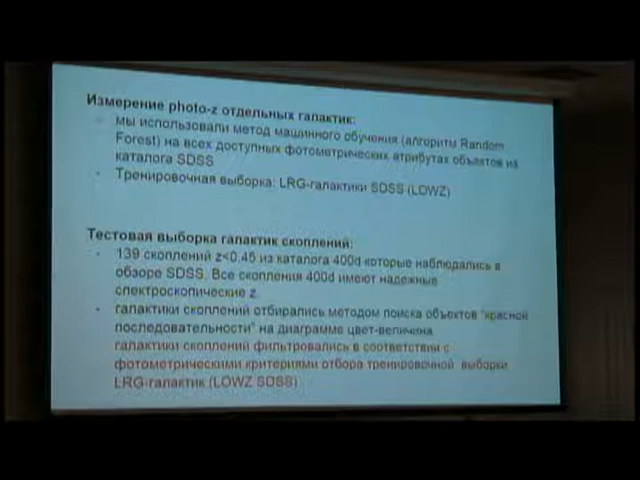 Измерение photo-z отдельных галактик:
- мы использовали метод машинного обучения (алгоритм Random
Forest) на всех доступных фотометрических атрибутах объектов из
каталога SDSS
- Тренировочная выборка: LRG-галактики SDSS (LOWZ)
Тестовая выборка галактик скоплений:
- 139 скоплений z<0.45 из каталога 400d которые наблюдались в
обзоре SDSS. Все скопления 400d имеют надежные
спектроскопические z.
- галактики скоплений отбирались методом поиска объектов "красной
последовательности" на диаграмме цвет-величина
галактики скоплений фильтровались в соответствии с
фотометрическими критериями отбора тренировочной выборки
LRG-галактик (LOWZ SDSS)